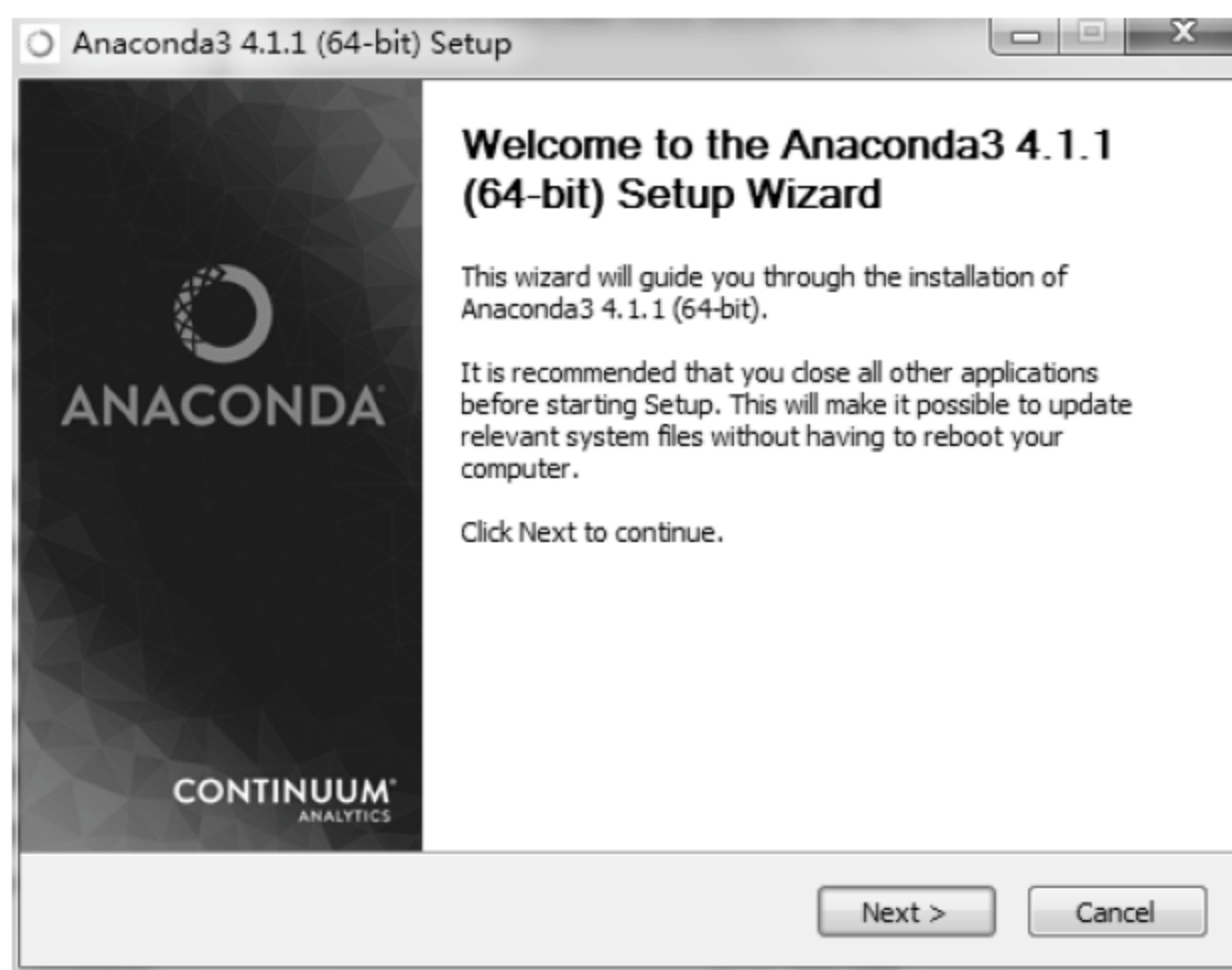 Anaconda3 4.1.1 (64-bit) Setup
Welcome to the Anaconda3 4.1.1
(64-bit) Setup Wizard
This wizard will guide you through the installation of
Anaconda3 4.1.1 (64-bit).
It is recommended that you close all other applications
before starting Setup. This will make it possible to update
relevant system files without having to reboot your
computer.
Click Next to continue.
ANACONDA
CONTINUUM®
ANALYTICS
Next >
Cancel